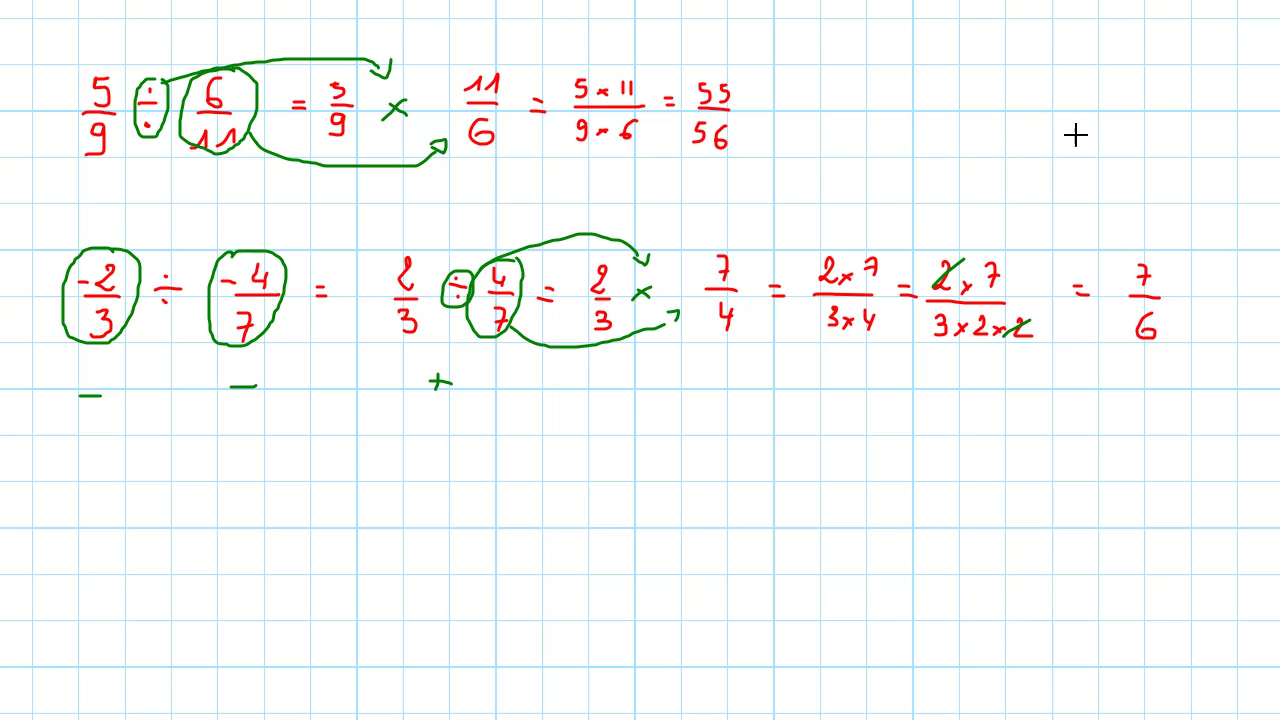 5/9 ÷ 6/11 = 5/9 × 11/6 = 5 × 11/9 × 6 = 55/56
-2/3 ÷ -4/7 = 2/3 ÷ 4/7 = 2/3 × 7/4 = 2 × 7/3 × 4 = 2 × 7/3 × 2 × 2 = 7/6
− − +